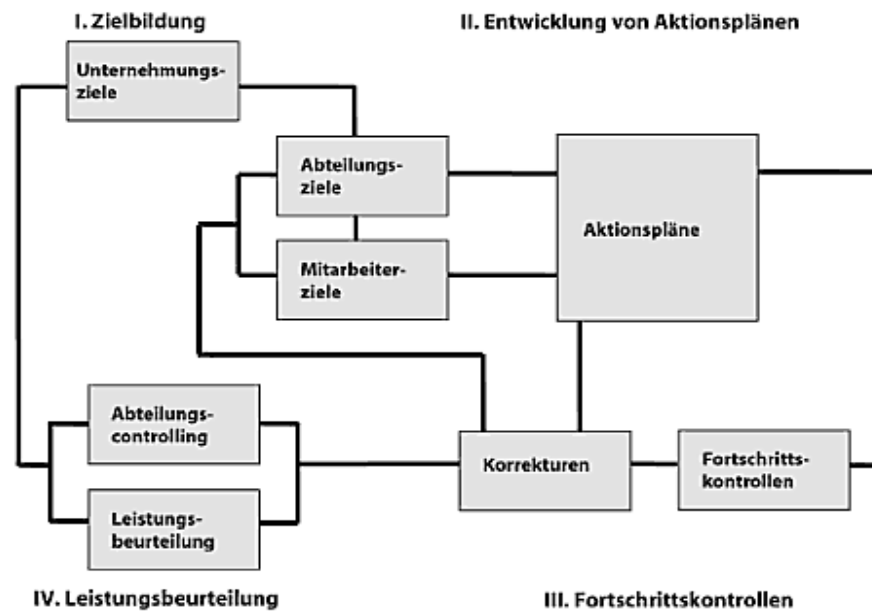 I. Zielbildung
II. Entwicklung von Aktionsplänen
Unternehmungs-
ziele
Abteilungs-
ziele
Aktionspläne
Mitarbeiter-
ziele
Abteilungs-
controlling
Korrekturen
Fortschritts-
kontrollen
Leistungs-
beurteilung
IV. Leistungsbeurteilung
III. Fortschrittskontrollen